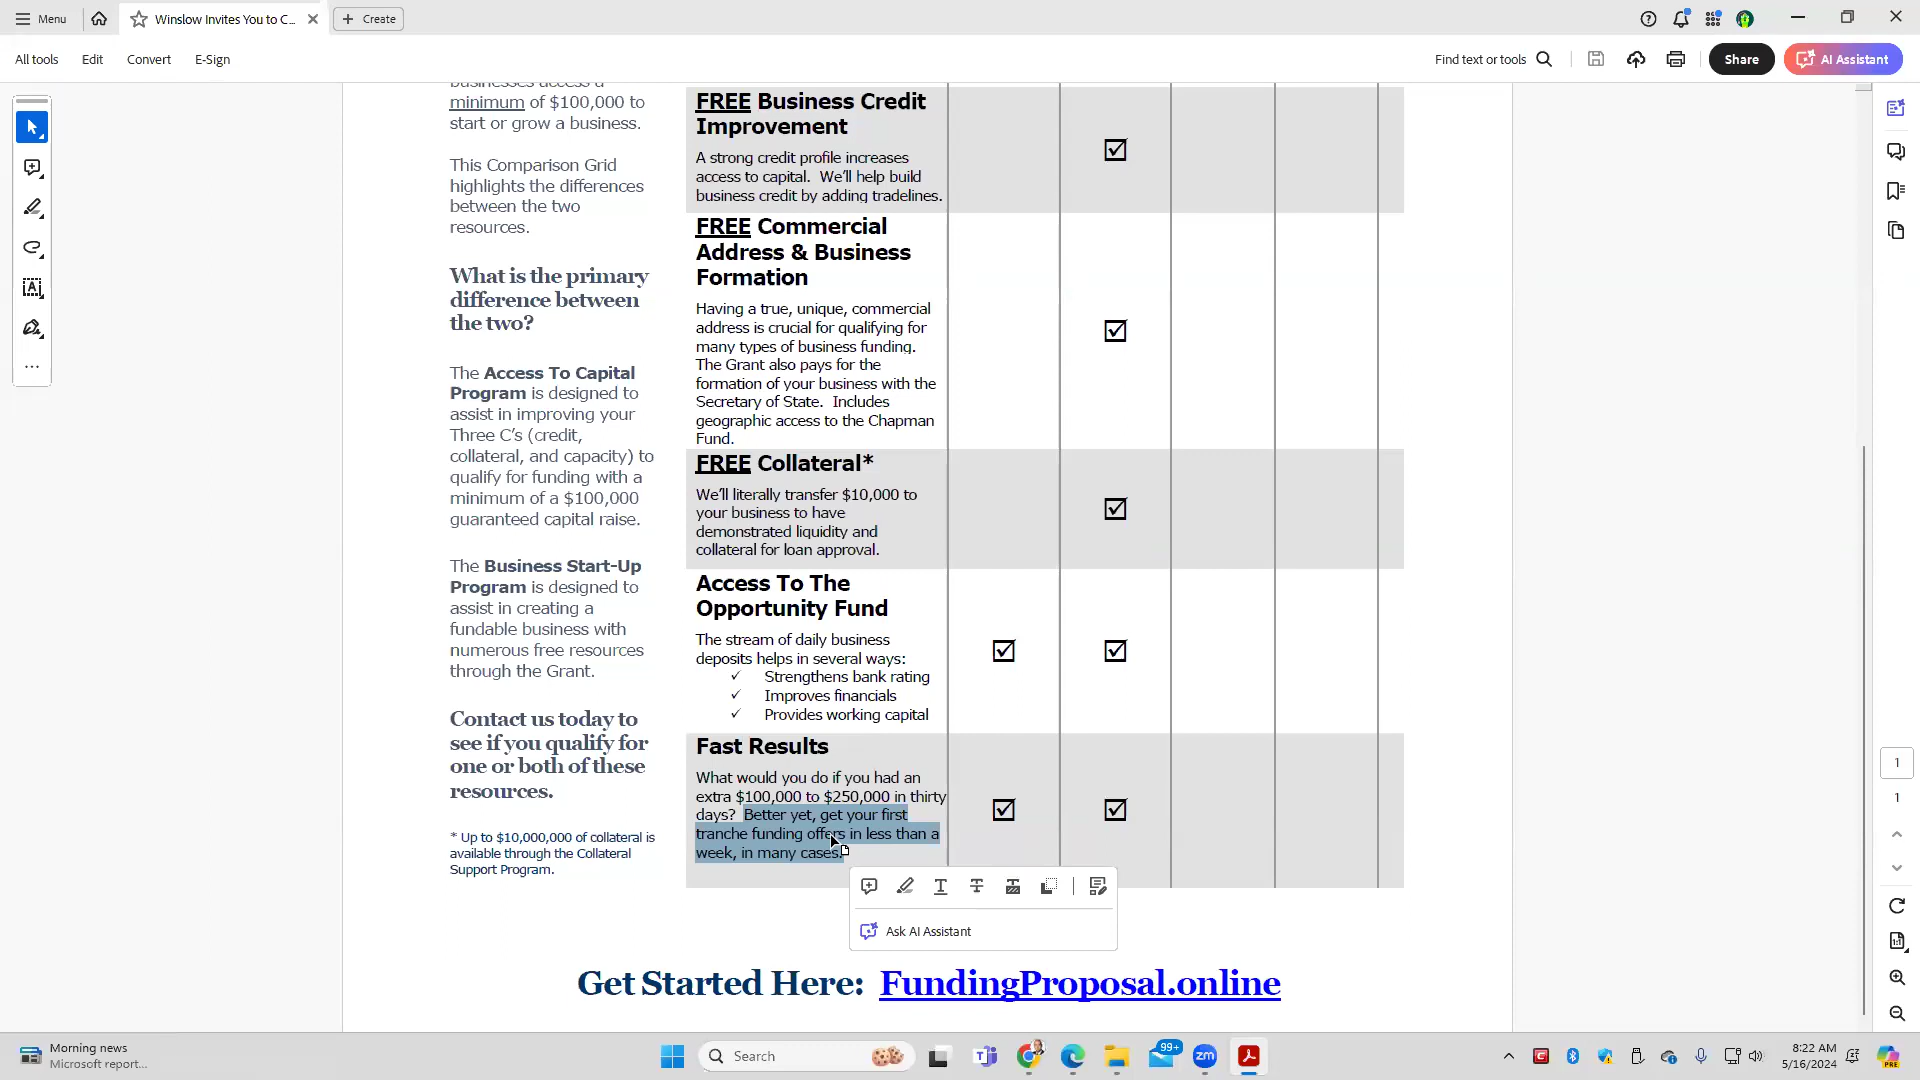 Menu
Winslow Invites You to C...
Create
All tools
Edit
Convert
E-Sign
Find text or tools
Share
AI Assistant
businesses access a
minimum of $100,000 to
start or grow a business.
This Comparison Grid
highlights the differences
between the two
resources.
What is the primary
difference between
the two?
The Access To Capital
Program is designed to
assist in improving your
Three C's (credit,
collateral, and capacity) to
qualify for funding with a
minimum of a $100,000
guaranteed capital raise.
The Business Start-Up
Program is designed to
assist in creating a
fundable business with
numerous free resources
through the Grant.
Contact us today to
see if you qualify for
one or both of these
resources.
* Up to $10,000,000 of collateral is
available through the Collateral
Support Program.
FREE Business Credit
Improvement
A strong credit profile increases
access to capital. We'll help build
business credit by adding tradelines.
FREE Commercial
Address & Business
Formation
Having a true, unique, commercial
address is crucial for qualifying for
many types of business funding.
The Grant also pays for the
formation of your business with the
Secretary of State. Includes
geographic access to the Chapman
Fund.
FREE Collateral*
We'll literally transfer $10,000 to
your business to have
demonstrated liquidity and
collateral for loan approval.
Access To The
Opportunity Fund
The stream of daily business
deposits helps in several ways:
✓ Strengthens bank rating
✓ Improves financials
✓ Provides working capital
Fast Results
What would you do if you had an
extra $100,000 to $250,000 in thirty
days? Better yet, get your first
tranche funding offers in less than a
week, in many cases.
Ask AI Assistant
Get Started Here: FundingProposal.online
1
1
Morning news
Microsoft report...
Search
99+
zm
8:22 AM
5/16/2024
PRE